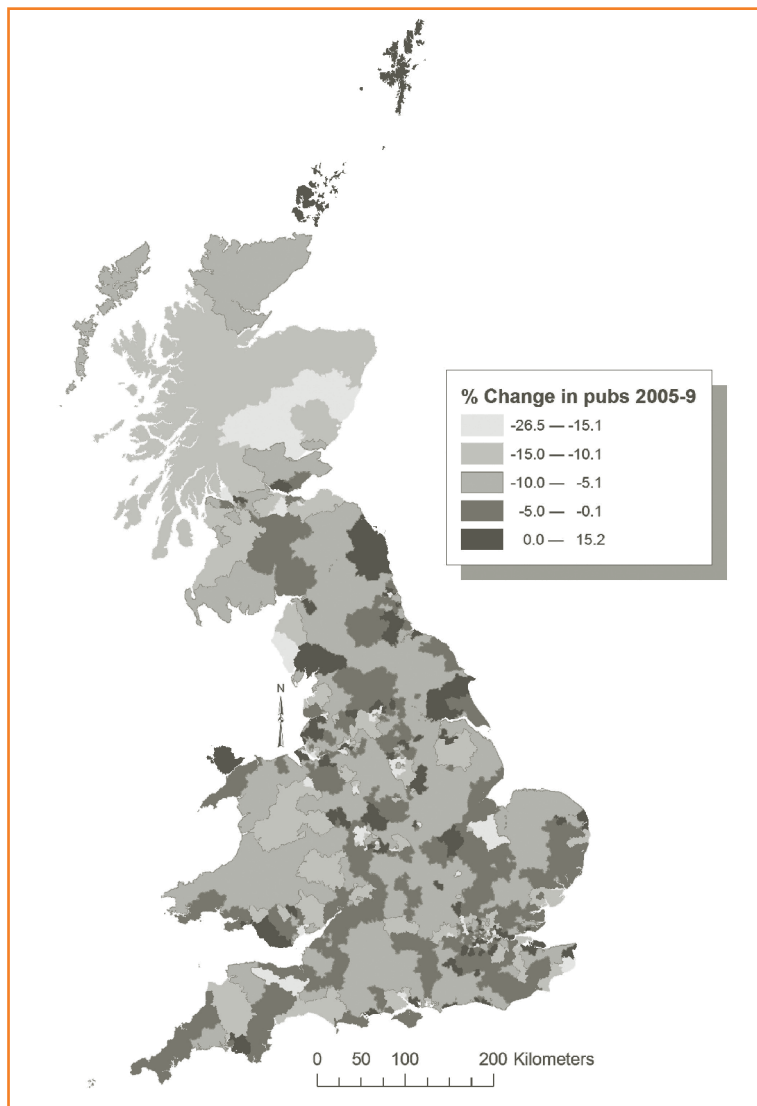 % Change in pubs 2005-9
-26.5 — -15.1
-15.0 — -10.1
-10.0 — -5.1
-5.0 — -0.1
0.0 — 15.2
N
0 50 100 200 Kilometers